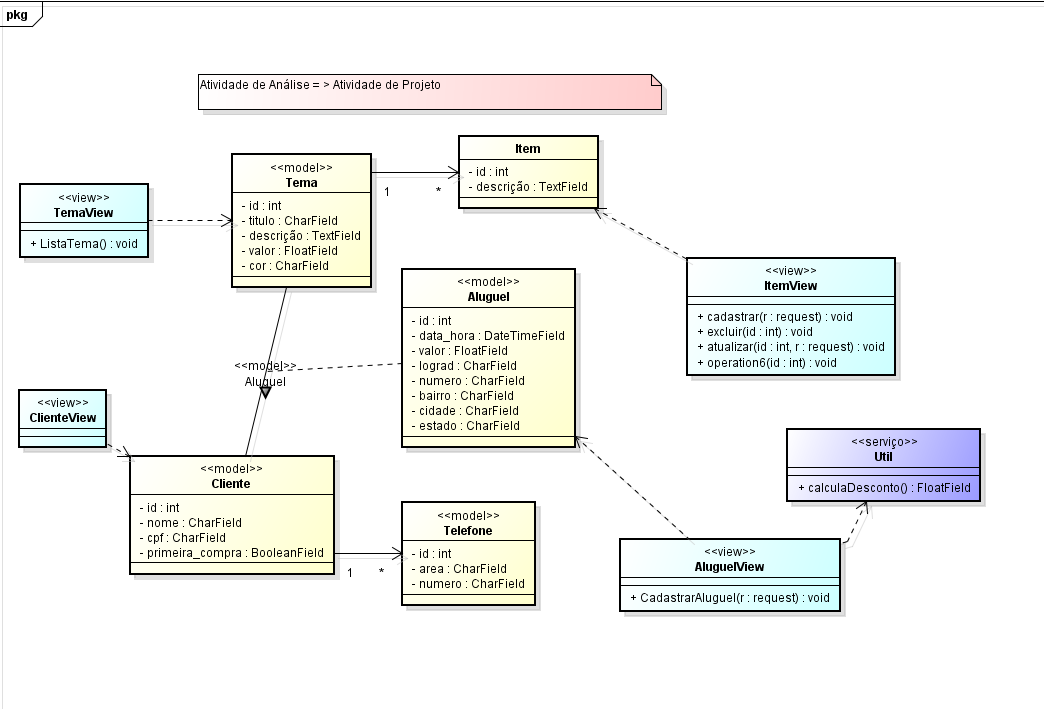 pkg
Atividade de Análise = > Atividade de Projeto
<<view>>
TemaView
+ ListaTema() : void
<<model>>
Tema
- id : int
- titulo : CharField
- descrição : TextField
- valor : FloatField
- cor : CharField
1
*
Item
- id : int
- descrição : TextField
<<view>>
ItemView
+ cadastrar(r : request) : void
+ excluir(id : int) : void
+ atualizar(id : int, r : request) : void
+ operation6(id : int) : void
<<model>>
Aluguel
- id : int
- data_hora : DateTimeField
- valor : FloatField
- lograd : CharField
- numero : CharField
- bairro : CharField
- cidade : CharField
- estado : CharField
<<model>>
Aluguel
<<view>>
ClienteView
<<model>>
Cliente
- id : int
- nome : CharField
- cpf : CharField
- primeira_compra : BooleanField
1
*
<<model>>
Telefone
- id : int
- area : CharField
- numero : CharField
<<serviço>>
Util
+ calculaDesconto() : FloatField
<<view>>
AluguelView
+ CadastrarAluguel(r : request) : void